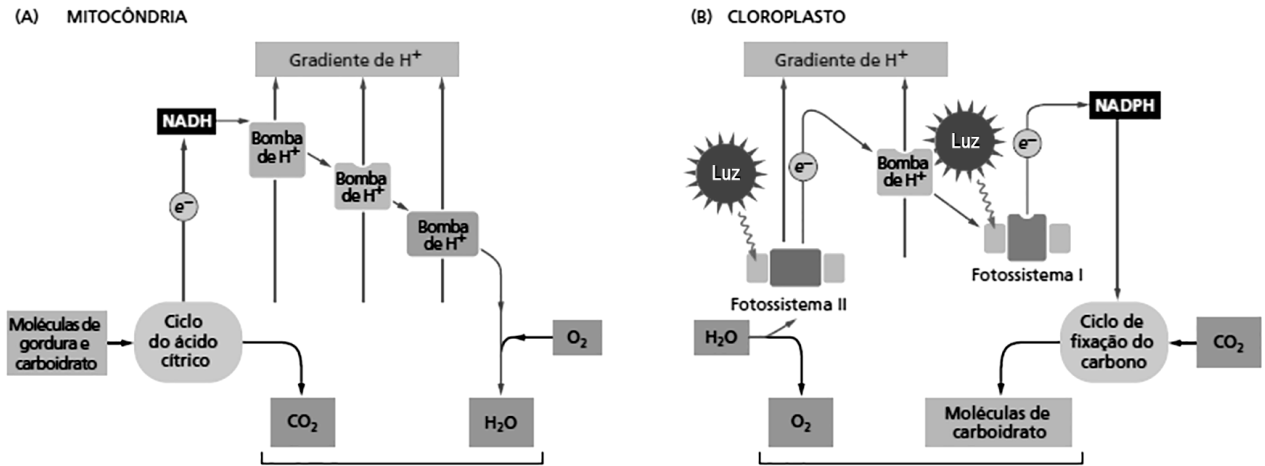 (A) MITOCÔNDRIA
Gradiente de H+
NADH
Bomba
de H+
Bomba
de H+
Bomba
de H+
e−
Moléculas de
gordura e
carboidrato
Ciclo
do ácido
cítrico
O2
CO2
H2O
(B) CLOROPLASTO
Gradiente de H+
NADPH
Luz
e−
Bomba
de H+
Luz
e−
Fotossistema I
Fotossistema II
H2O
Ciclo de
fixação do
carbono
CO2
O2
Moléculas de
carboidrato